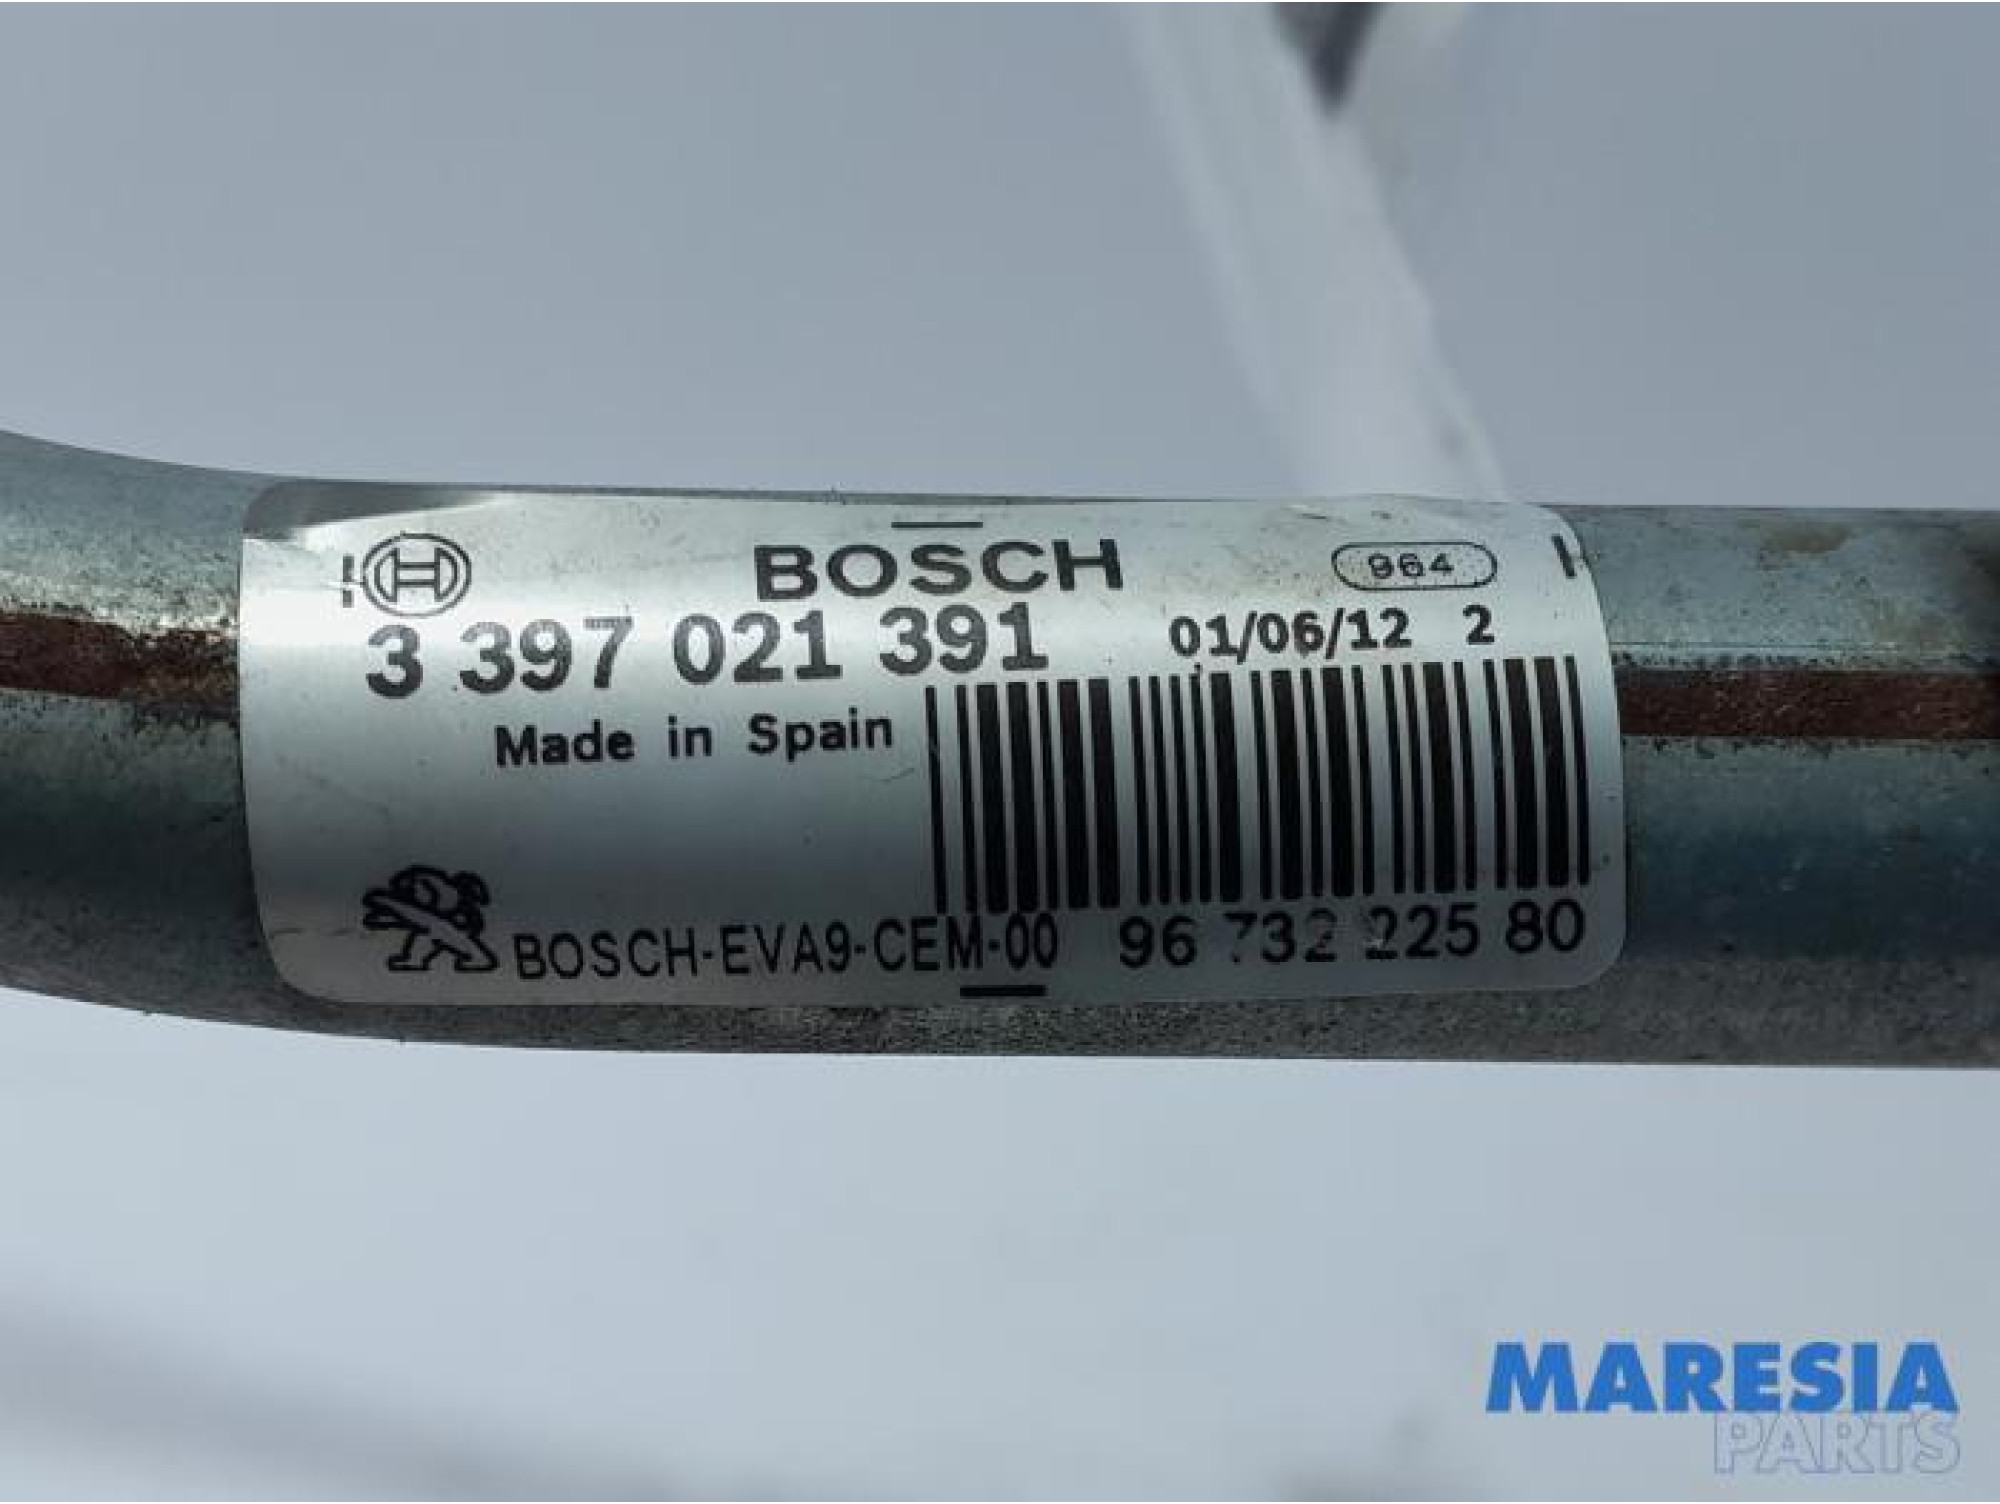 BOSCH 964
3 397 021 391 01/06/12 2
Made in Spain
BOSCH-EVA9-CEM-00 96 732 225 80
MARESIA
PARTS